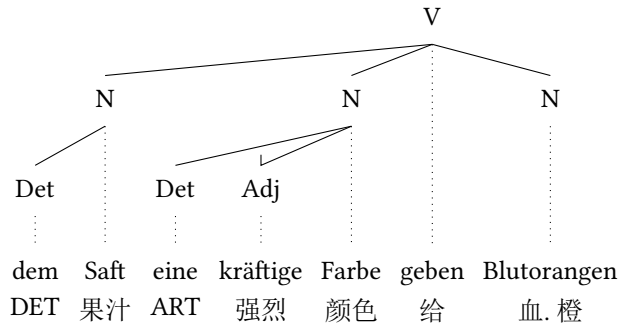 V
N N N
Det Det Adj
dem Saft eine kräftige Farbe geben Blutorangen
DET 果汁 ART 强烈 颜色 给 血. 橙